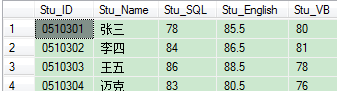 Stu_ID Stu_Name Stu_SQL Stu_English Stu_VB
1 0510301 张三 78 85.5 80
2 0510302 李四 84 86.5 81
3 0510303 王五 86 88.5 78
4 0510304 迈克 83 80.5 76